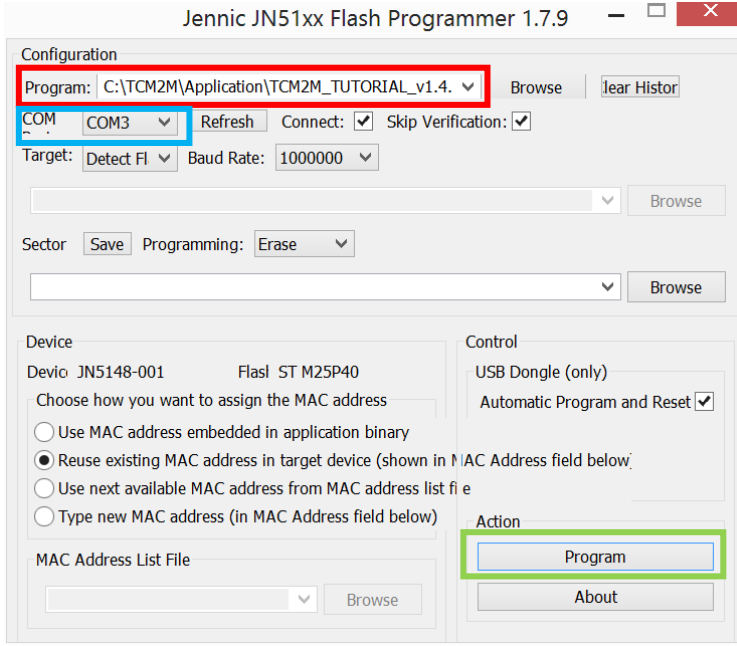 Jennic JN51xx Flash Programmer 1.7.9
Configuration
Program: C:\TCM2M\Application\TCM2M_TUTORIAL_v1.4. Browse lear Histor
COM COM3 Refresh Connect: Skip Verification:
Target: Detect Fl Baud Rate: 1000000
Browse
Sector Save Programming: Erase
Browse
Device
Control
Devic JN5148-001 Flasl ST M25P40
USB Dongle (only)
Choose how you want to assign the MAC address
Automatic Program and Reset
Use MAC address embedded in application binary
Reuse existing MAC address in target device (shown in MAC Address field below)
Use next available MAC address from MAC address list file
Type new MAC address (in MAC Address field below)
Action
Program
MAC Address List File
About
Browse